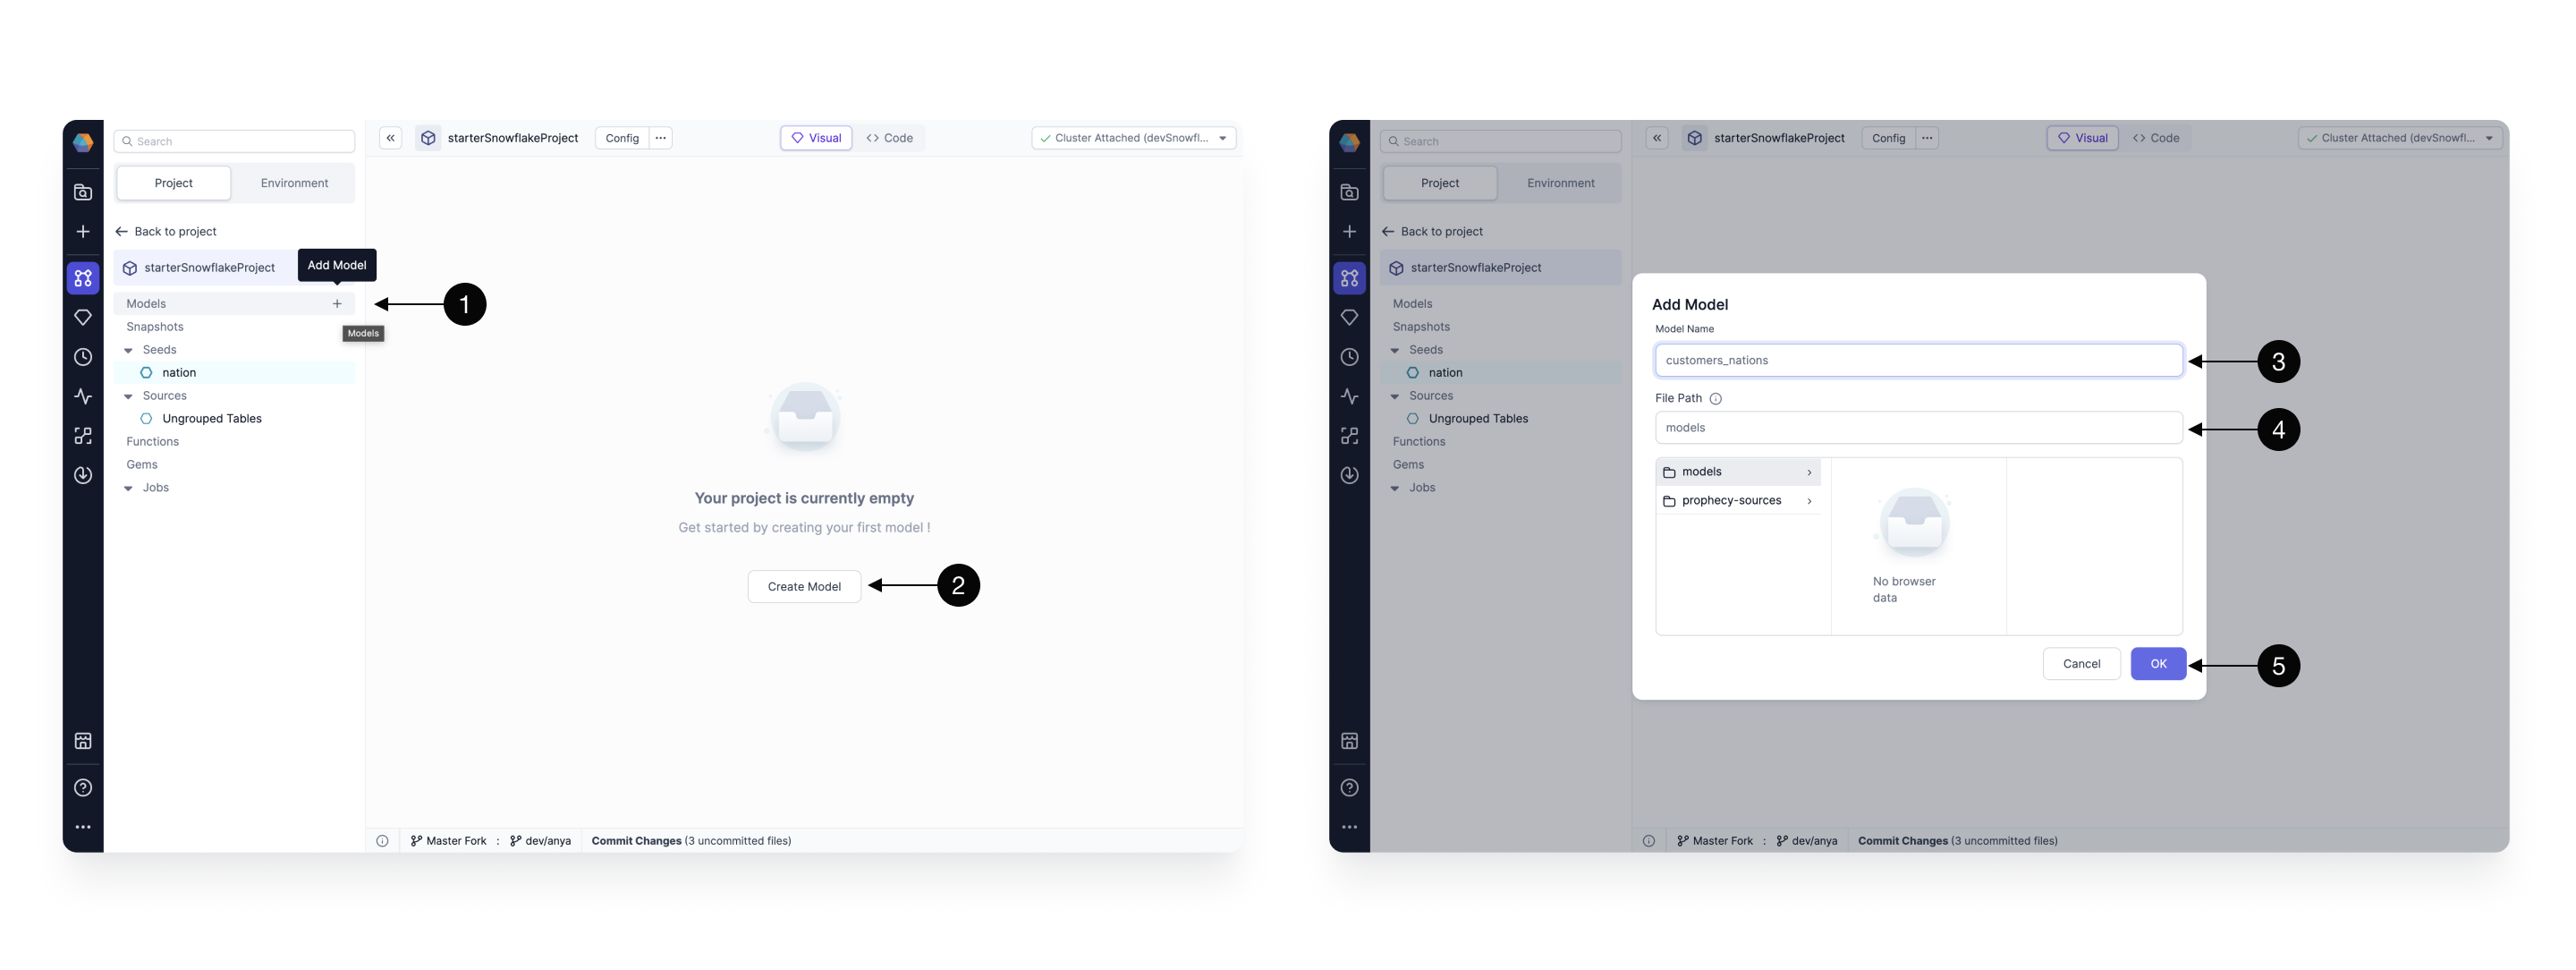 Search
Project
Environment
Back to project
starterSnowflakeProject
Add Model
Models
Models
Snapshots
Seeds
nation
Sources
Ungrouped Tables
Functions
Gems
Jobs
starterSnowflakeProject
Config
Visual
Code
Cluster Attached (devSnowfl...
1
Your project is currently empty
Get started by creating your first model !
Create Model
2
Master Fork : dev/anya
Commit Changes (3 uncommitted files)
Search
Project
Environment
Back to project
starterSnowflakeProject
Models
Snapshots
Seeds
nation
Sources
Ungrouped Tables
Functions
Gems
Jobs
starterSnowflakeProject
Config
Visual
Code
Cluster Attached (devSnowfl...
Add Model
Model Name
customers_nations
3
File Path
models
4
models
prophecy-sources
No browser
data
Cancel
OK
5
Master Fork : dev/anya
Commit Changes (3 uncommitted files)